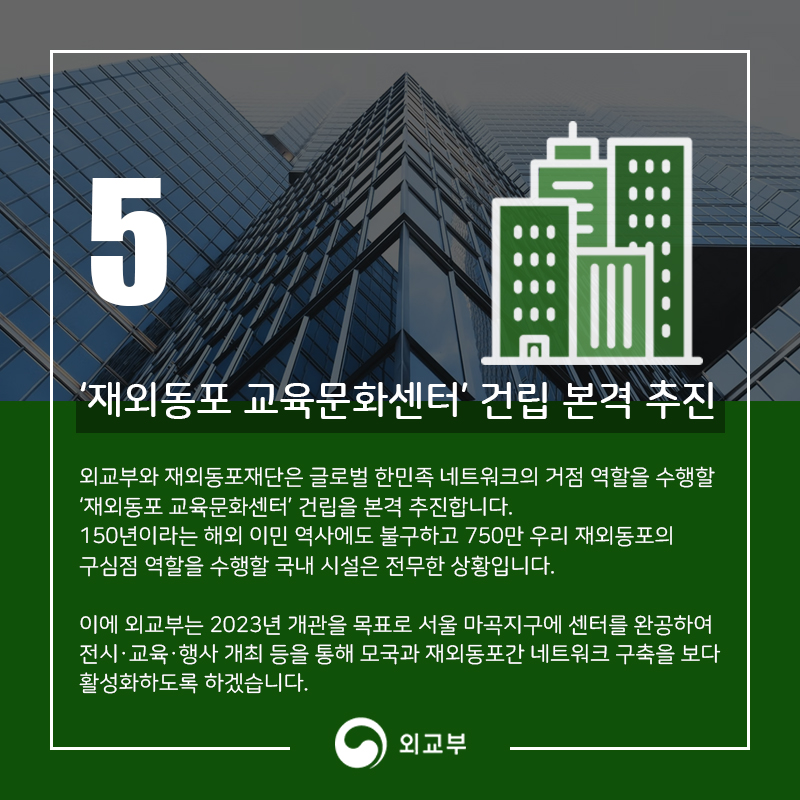 5
‘재외동포 교육문화센터’ 건립 본격 추진
외교부와 재외동포재단은 글로벌 한민족 네트워크의 거점 역할을 수행할
‘재외동포 교육문화센터’ 건립을 본격 추진합니다.
150년이라는 해외 이민 역사에도 불구하고 750만 우리 재외동포의
구심점 역할을 수행할 국내 시설은 전무한 상황입니다.
이에 외교부는 2023년 개관을 목표로 서울 마곡지구에 센터를 완공하여
전시·교육·행사 개최 등을 통해 모국과 재외동포간 네트워크 구축을 보다
활성화하도록 하겠습니다.
외교부